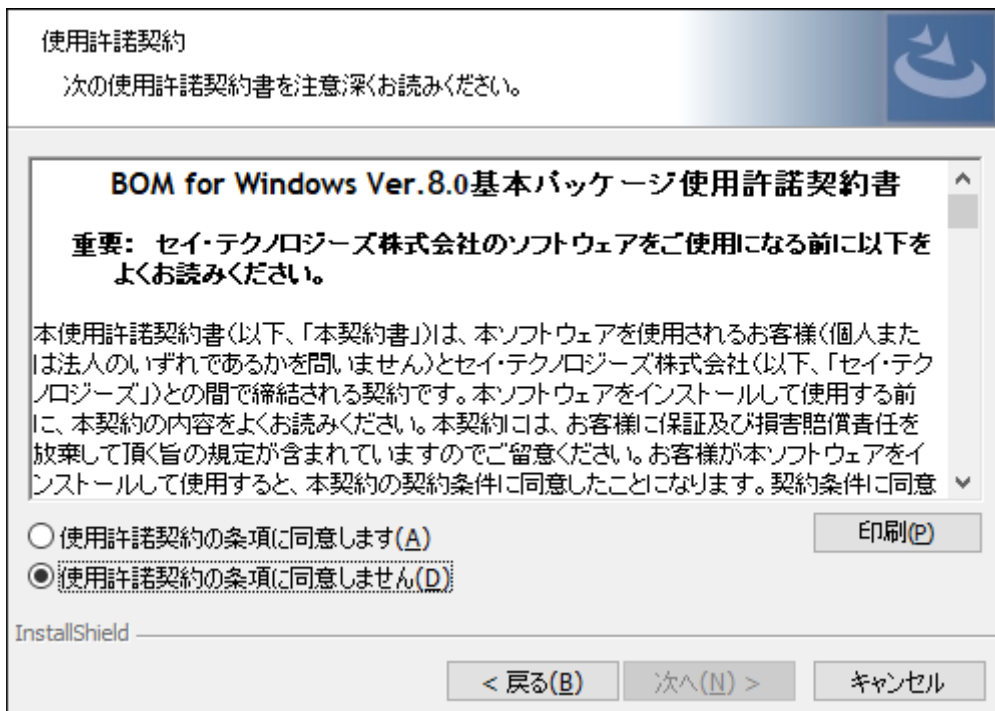 使用許諾契約
次の使用許諾契約書を注意深くお読みください。
BOM for Windows Ver.8.0基本パッケージ使用許諾契約書
重要: セイ・テクノロジーズ株式会社のソフトウェアをご使用になる前に以下を
よくお読みください。
本使用許諾契約書(以下、「本契約書」)は、本ソフトウェアを使用されるお客様(個人また
は法人のいずれであるかを問いません)とセイ・テクノロジーズ株式会社(以下、「セイ・テク
ノロジーズ」)との間で締結される契約です。本ソフトウェアをインストールして使用する前
に、本契約の内容をよくお読みください。本契約には、お客様に保証及び損害賠償責任を
放棄して頂く旨の規定が含まれていますのでご留意ください。お客様が本ソフトウェアをイ
ンストールして使用すると、本契約の契約条件に同意したことになります。契約条件に同意
使用許諾契約の条項に同意します(A)
印刷(P)
使用許諾契約の条項に同意しません(D)
InstallShield
< 戻る(B)
次へ(N) >
キャンセル